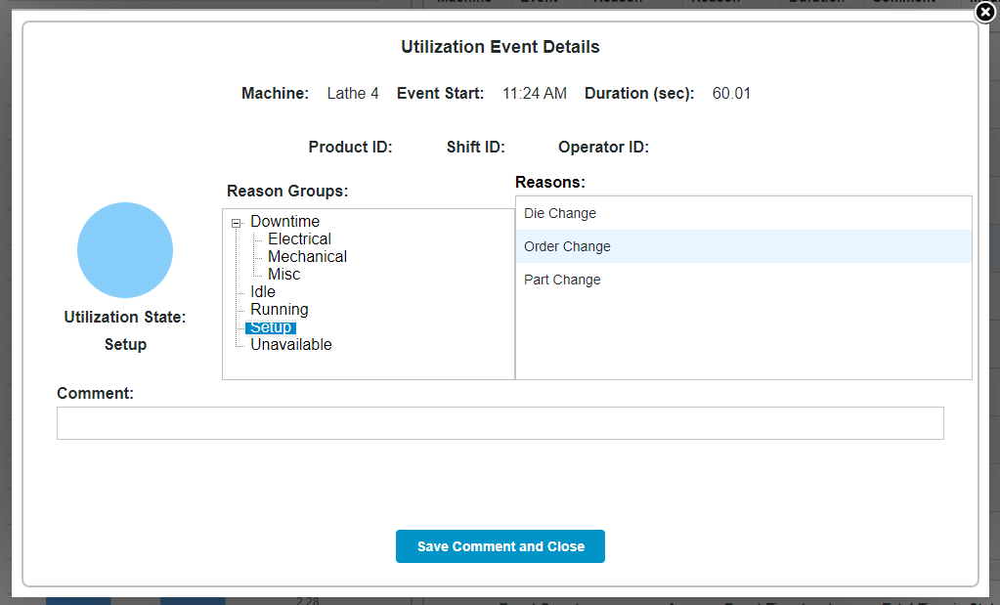 Utilization Event Details
Machine: Lathe 4 Event Start: 11:24 AM Duration (sec): 60.01
Product ID: Shift ID: Operator ID:
Reason Groups:
Downtime
Electrical
Mechanical
Misc
Idle
Running
Setup
Unavailable
Reasons:
Die Change
Order Change
Part Change
Utilization State:
Setup
Comment:
Save Comment and Close